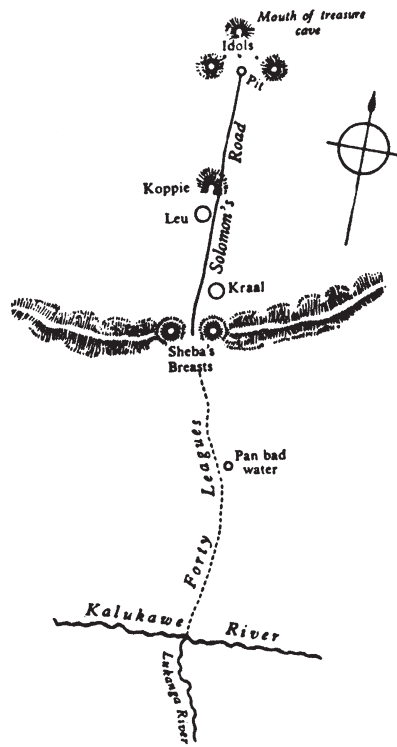 Mouth of treasure
cave
Idols
Pit
Solomon's Road
Koppie
Leu
Kraal
Sheba's
Breasts
Forty Leagues
Pan bad
water
Kalukawe River
Lukanga River